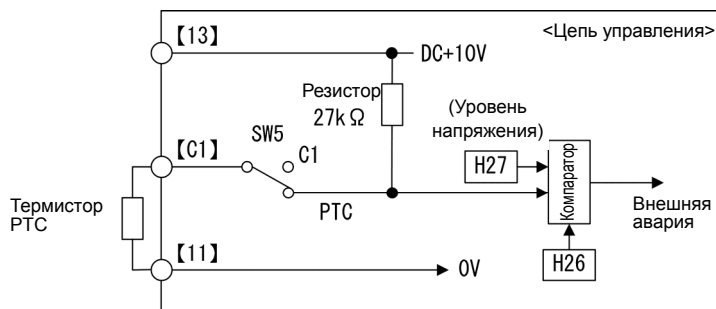 【13】
<Цепь управления>
DC+10V
Резистор
27kΩ
(Уровень
напряжения)
SW5
【C1】
C1
H27
Компаратор
Термистор
PTC
PTC
Внешняя
авария
【11】
0V
H26